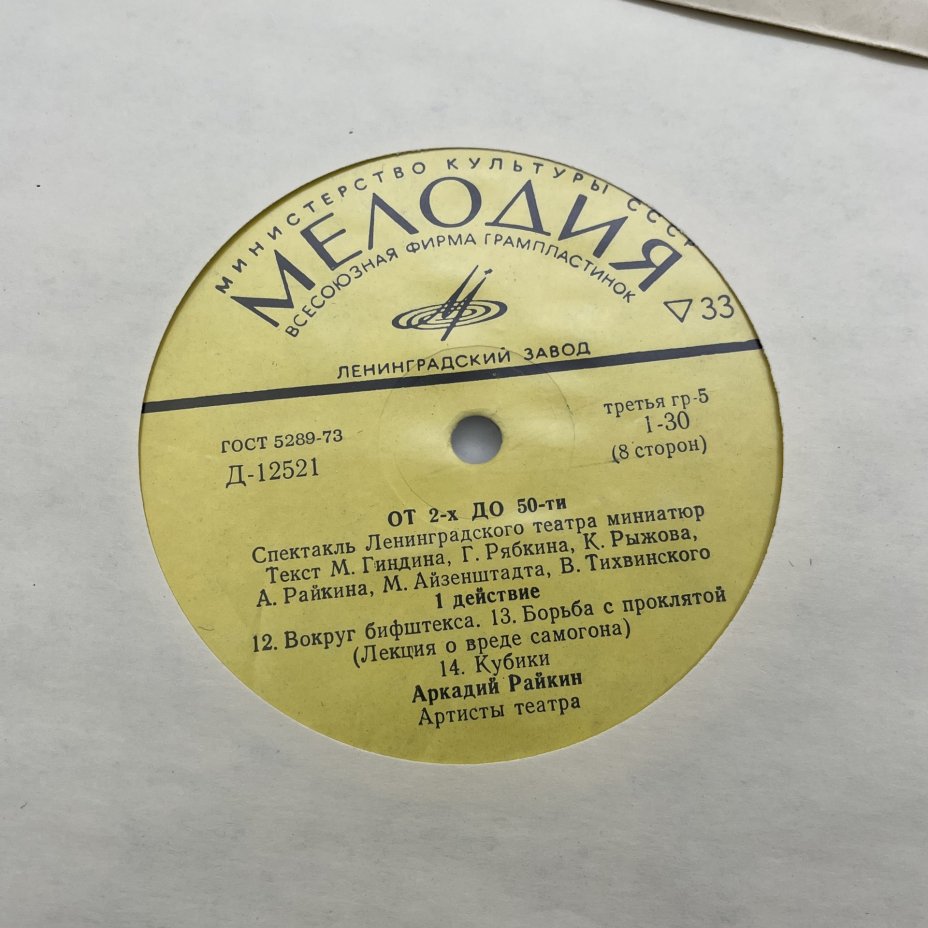 МИНИСТЕРСТВО КУЛЬТУРЫ СССР
МЕЛОДИЯ
ВСЕСОЮЗНАЯ ФИРМА ГРАМПЛАСТИНОК
33
ЛЕНИНГРАДСКИЙ ЗАВОД
ГОСТ 5289-73
Д-12521
третья гр-5
1-30
(8 сторон)
ОТ 2-х ДО 50-ти
Спектакль Ленинградского театра миниатюр
Текст М. Гиндина, Г. Рябкина, К. Рыжова,
А. Райкина, М. Айзенштадта, В. Тихвинского
1 действие
12. Вокруг бифштекса. 13. Борьба с проклятой
(Лекция о вреде самогона)
14. Кубики
Аркадий Райкин
Артисты театра